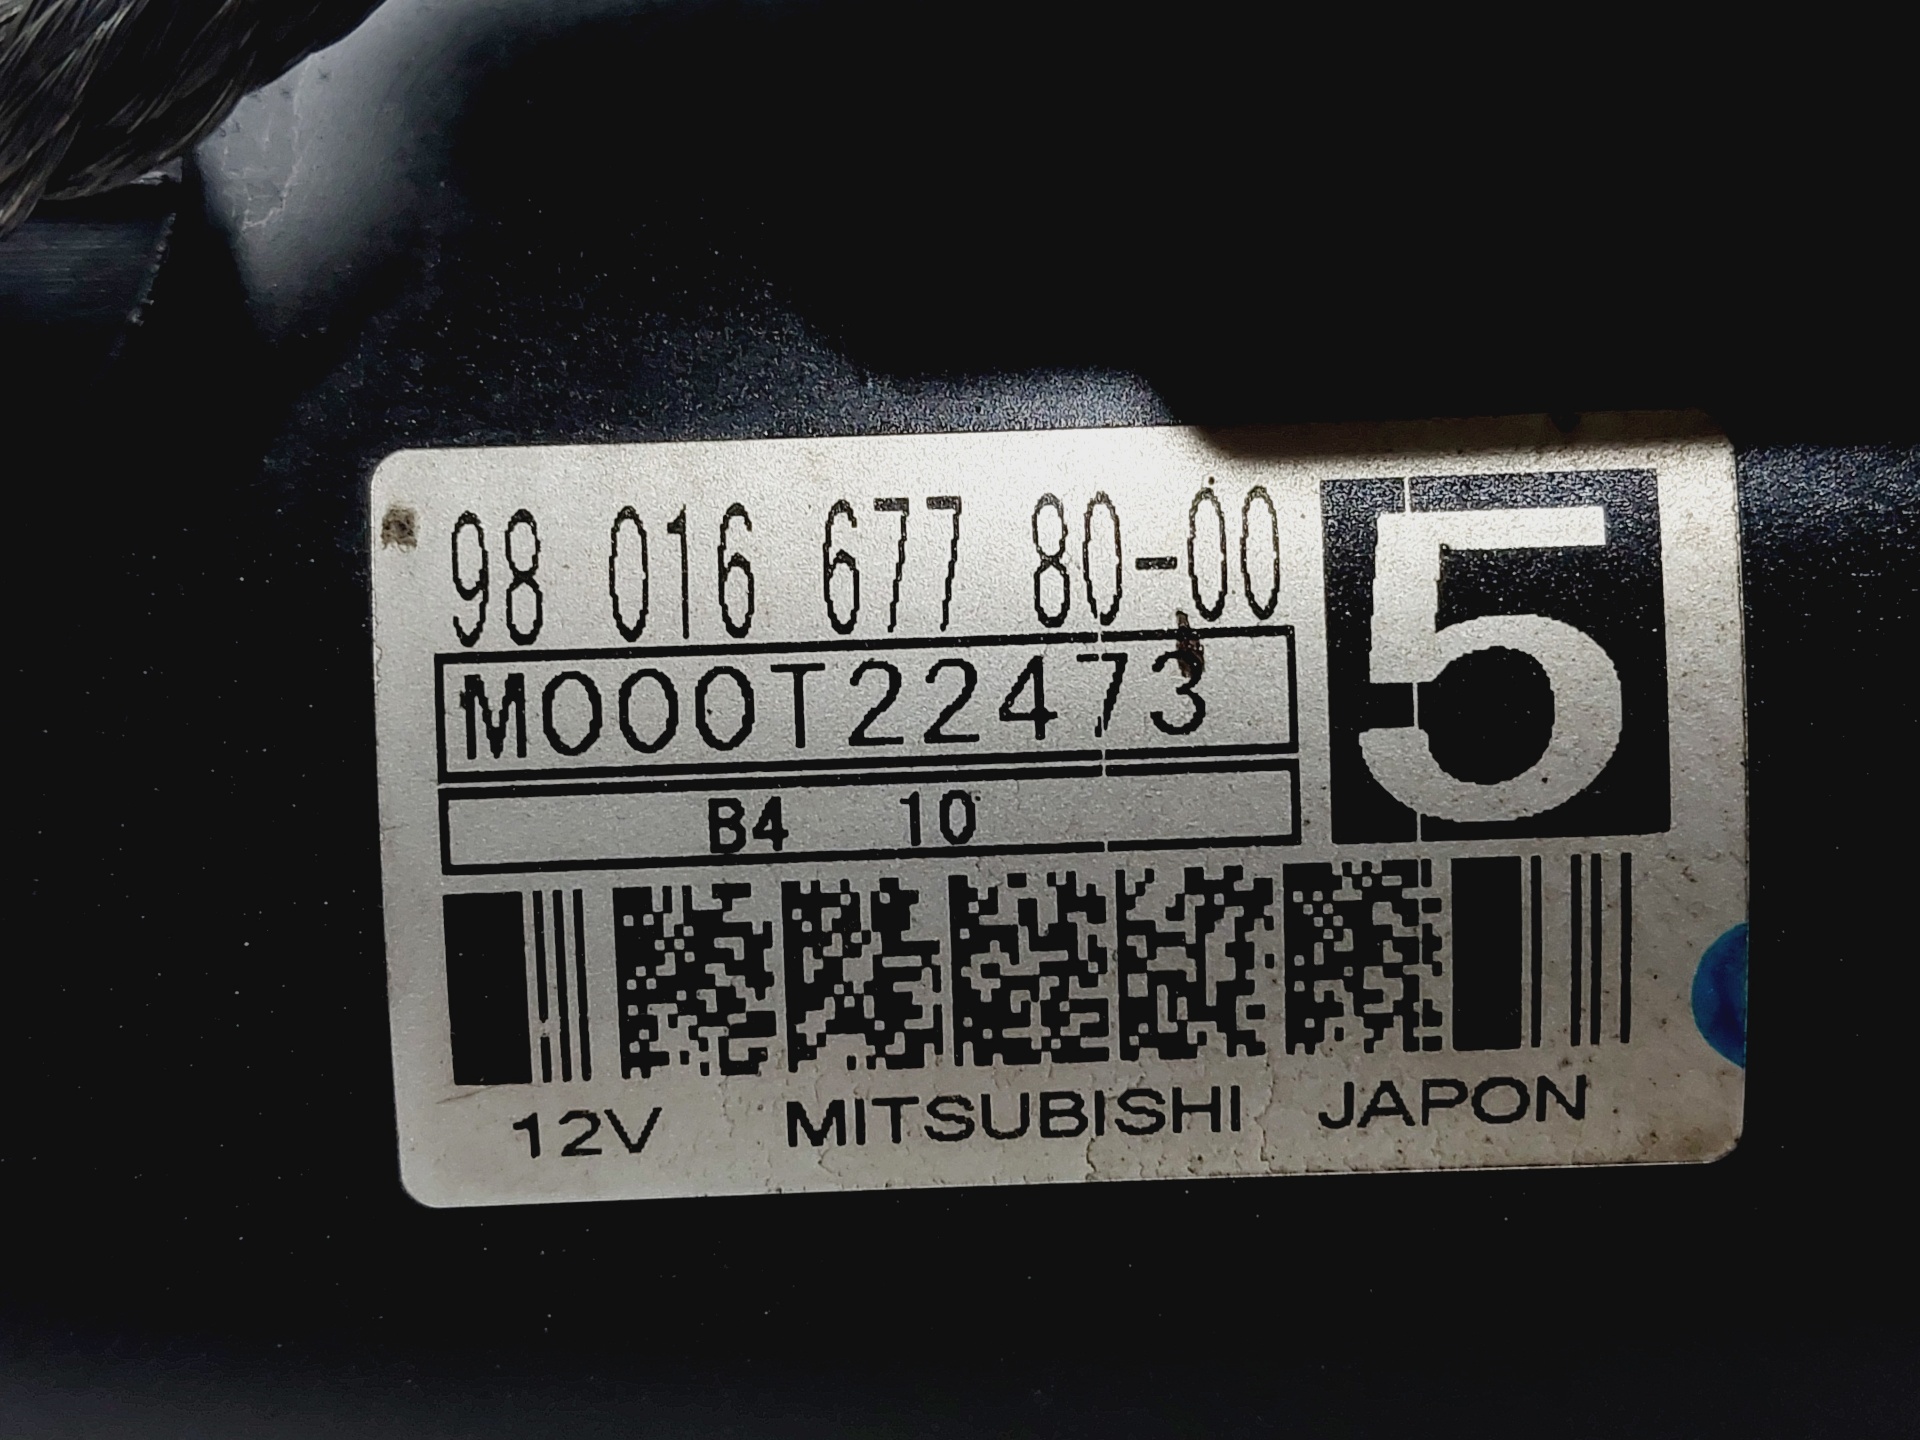 98 016 677 80-00
5
M000T22473
B4 10
12V MITSUBISHI JAPON